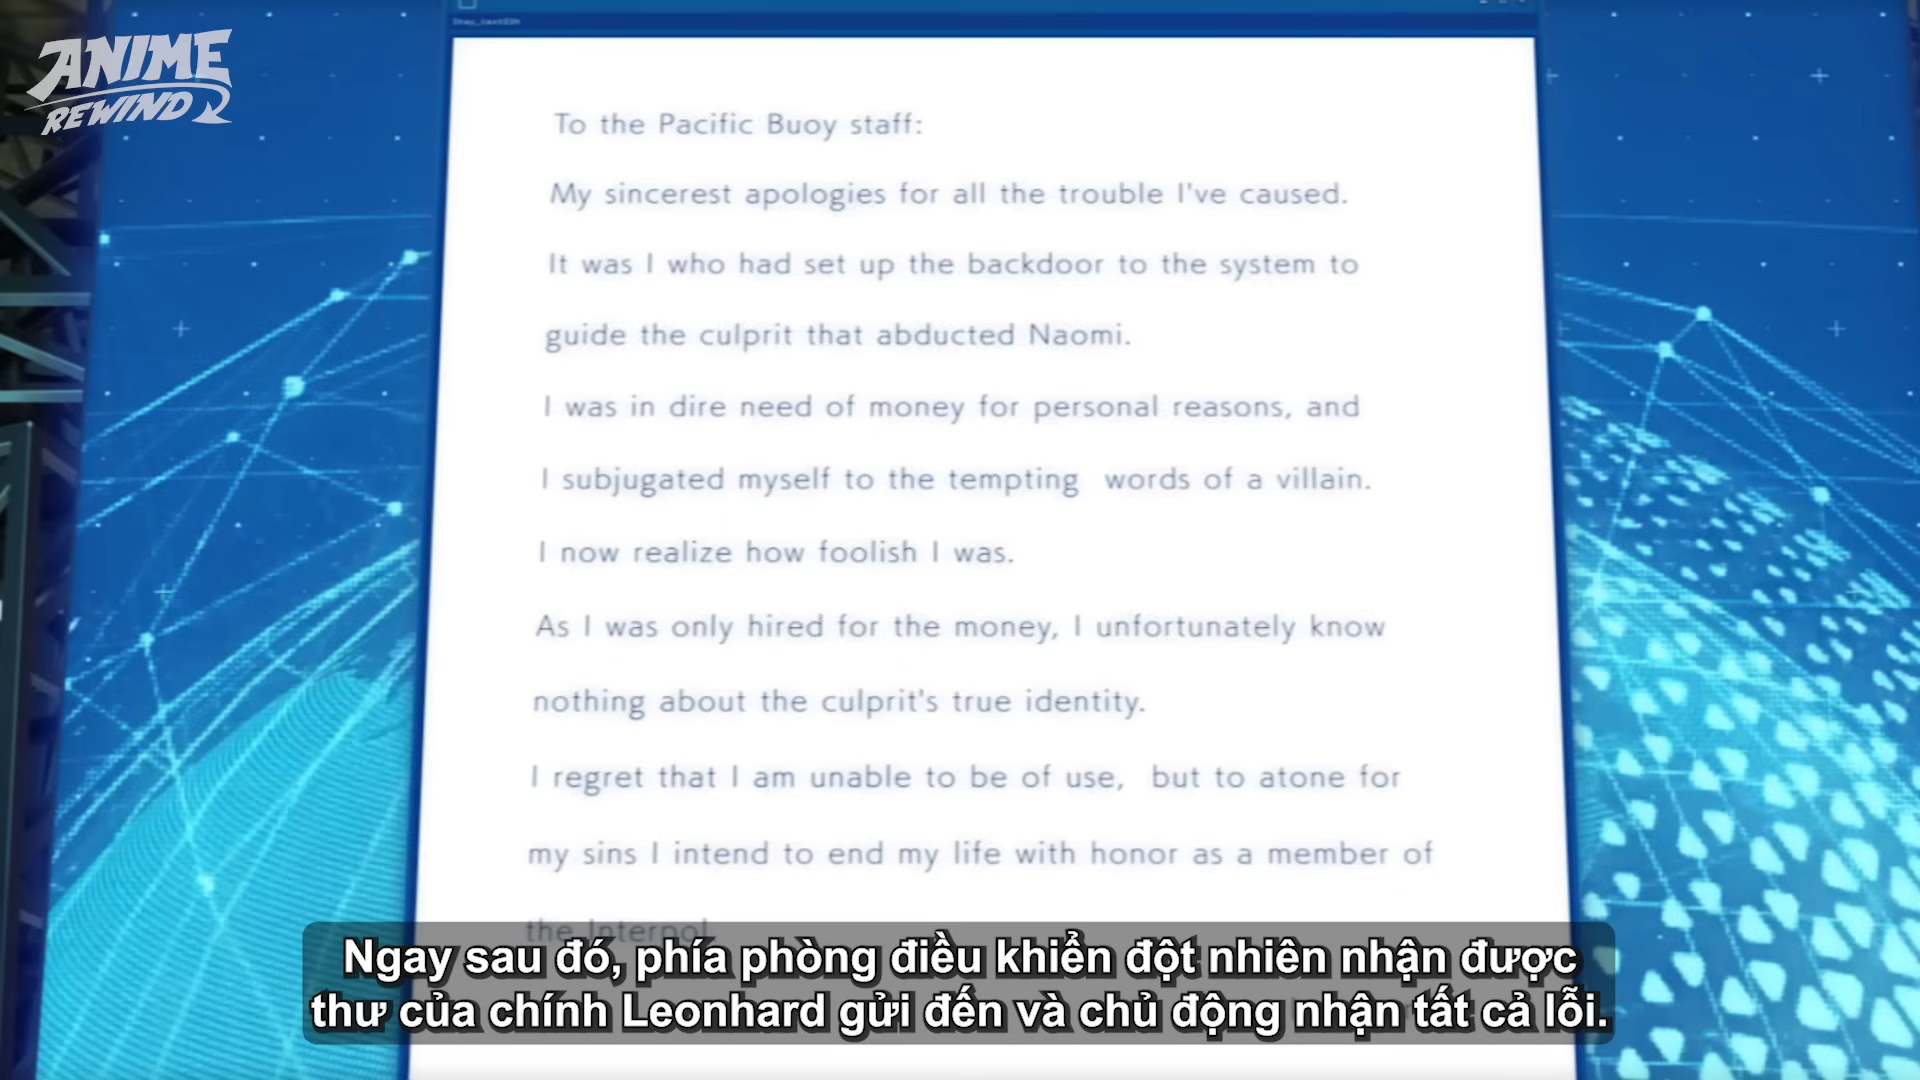 ANIME
REWIND
To the Pacific Buoy staff:
My sincerest apologies for all the trouble I've caused.
It was I who had set up the backdoor to the system to
guide the culprit that abducted Naomi.
I was in dire need of money for personal reasons, and
I subjugated myself to the tempting words of a villain.
I now realize how foolish I was.
As I was only hired for the money, I unfortunately know
nothing about the culprit's true identity.
I regret that I am unable to be of use, but to atone for
my sins I intend to end my life with honor as a member of
the Interpol.
Ngay sau đó, phía phòng điều khiển đột nhiên nhận được
thư của chính Leonhard gửi đến và chủ động nhận tất cả lỗi.